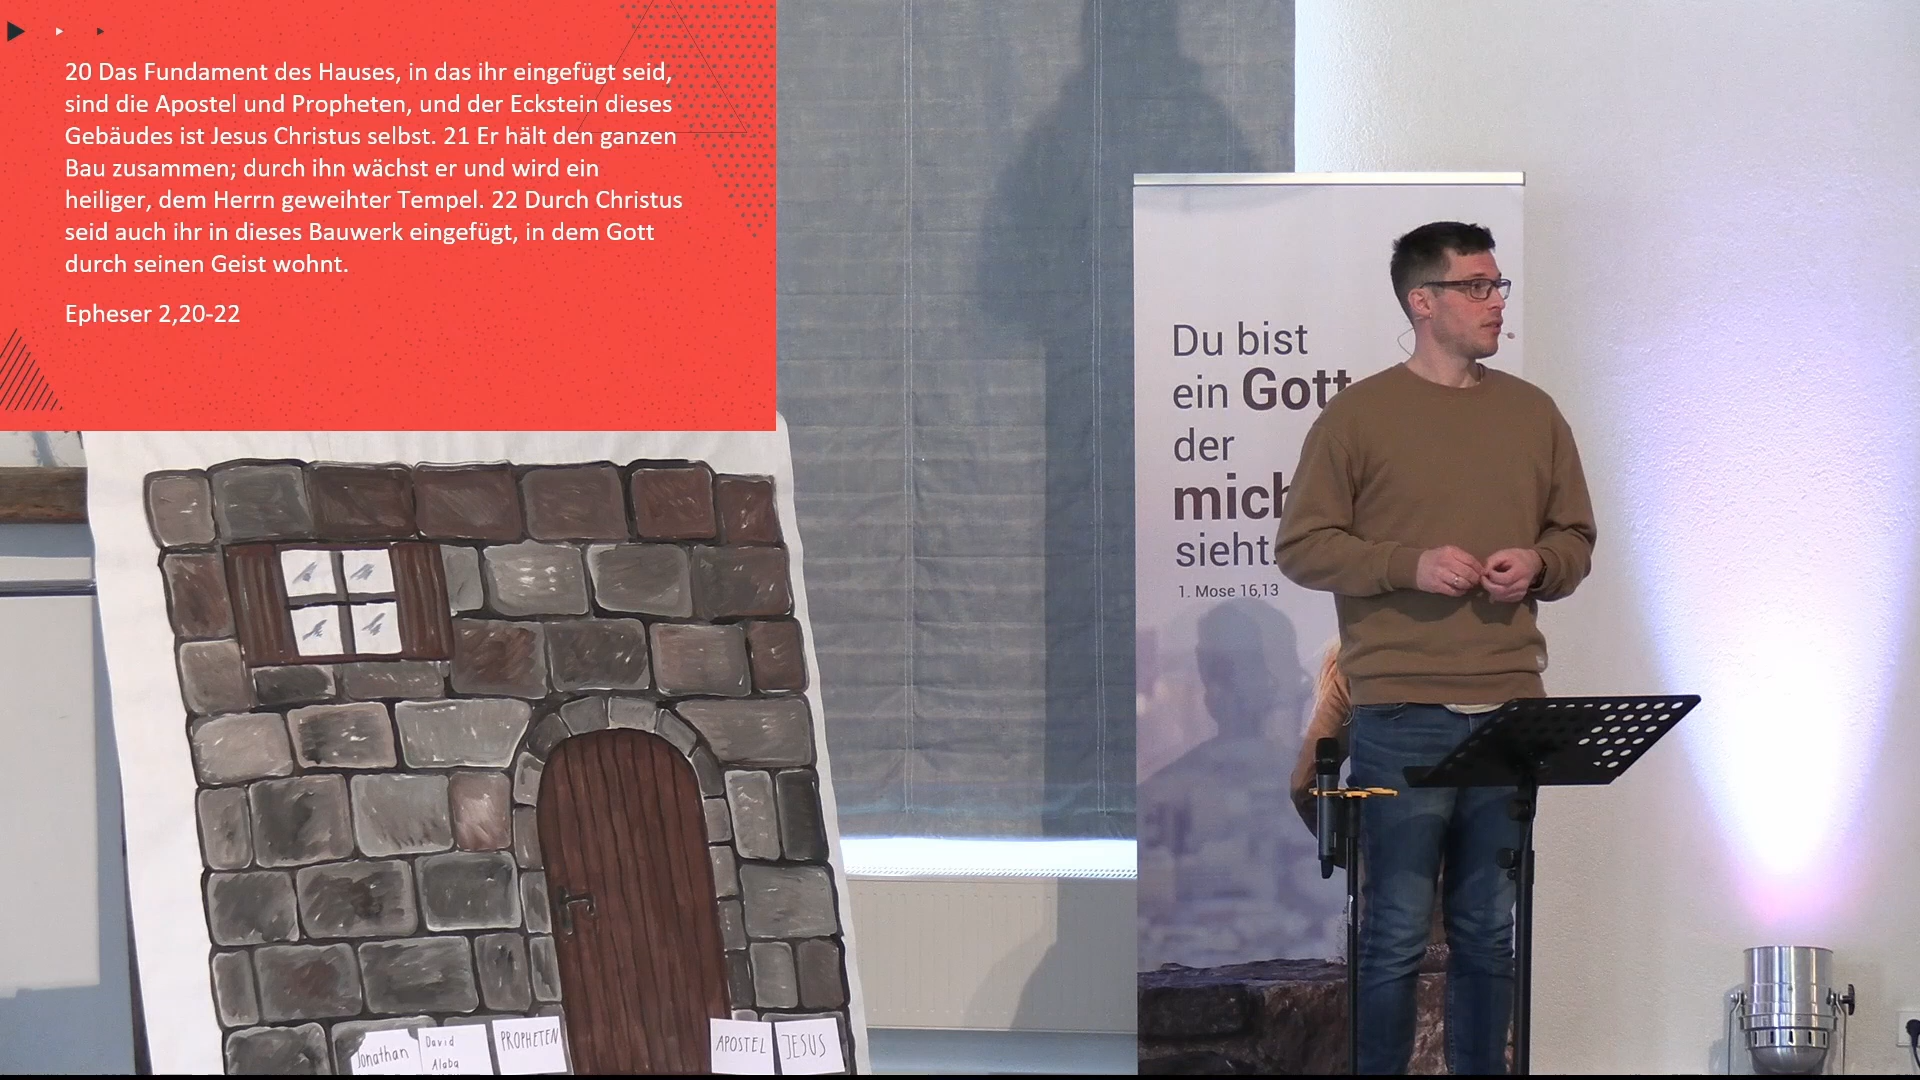 20 Das Fundament des Hauses, in das ihr eingefügt seid,
sind die Apostel und Propheten, und der Eckstein dieses
Gebäudes ist Jesus Christus selbst. 21 Er hält den ganzen
Bau zusammen; durch ihn wächst er und wird ein
heiliger, dem Herrn geweihter Tempel. 22 Durch Christus
seid auch ihr in dieses Bauwerk eingefügt, in dem Gott
durch seinen Geist wohnt.
Epheser 2,20-22
Du bist
ein Gott
der
mich
sieht.
1. Mose 16,13
Jonathan
David
Alaba
PROPHETEN
APOSTEL
JESUS